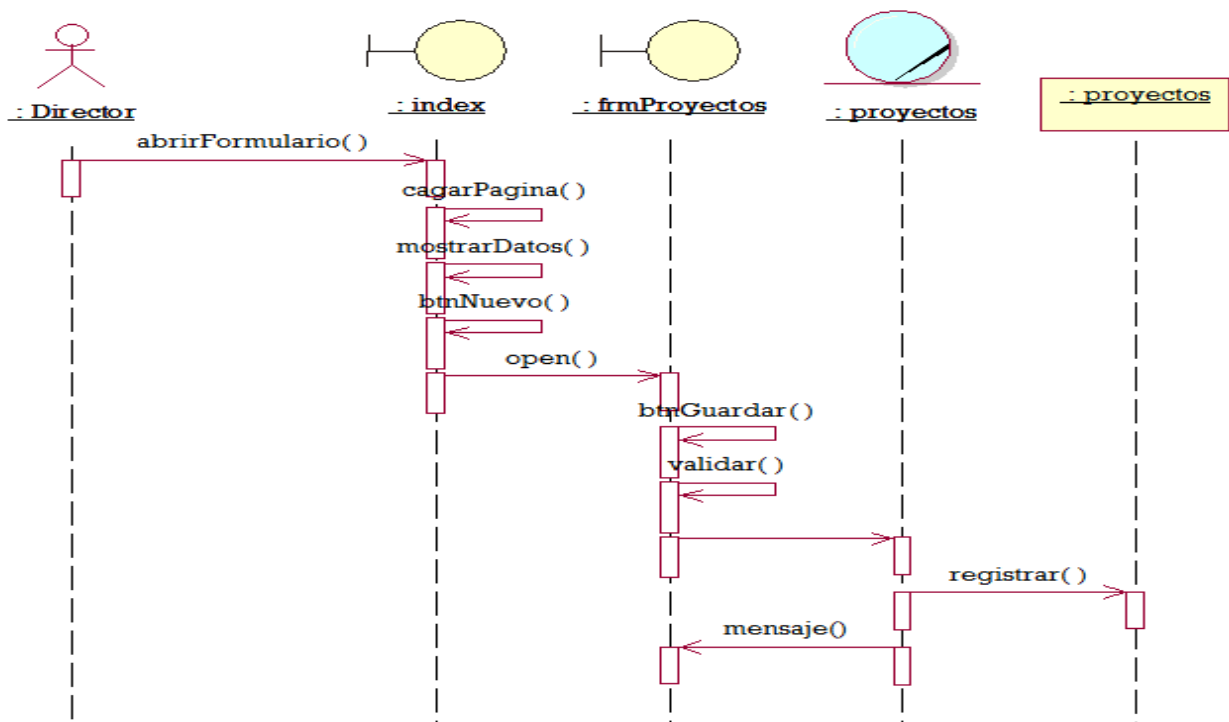 : Director
: index
: frmProyectos
: proyectos
: proyectos
abrirFormulario( )
cagarPagina( )
mostrarDatos( )
btnNuevo( )
open( )
btnGuardar( )
validar( )
registrar( )
mensaje()